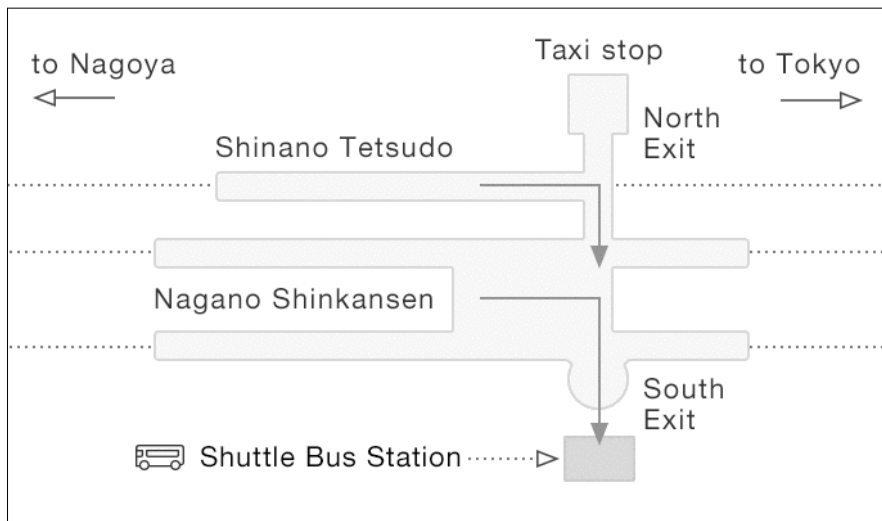 Taxi stop
to Nagoya
to Tokyo
North
Exit
Shinano Tetsudo
Nagano Shinkansen
South
Exit
Shuttle Bus Station